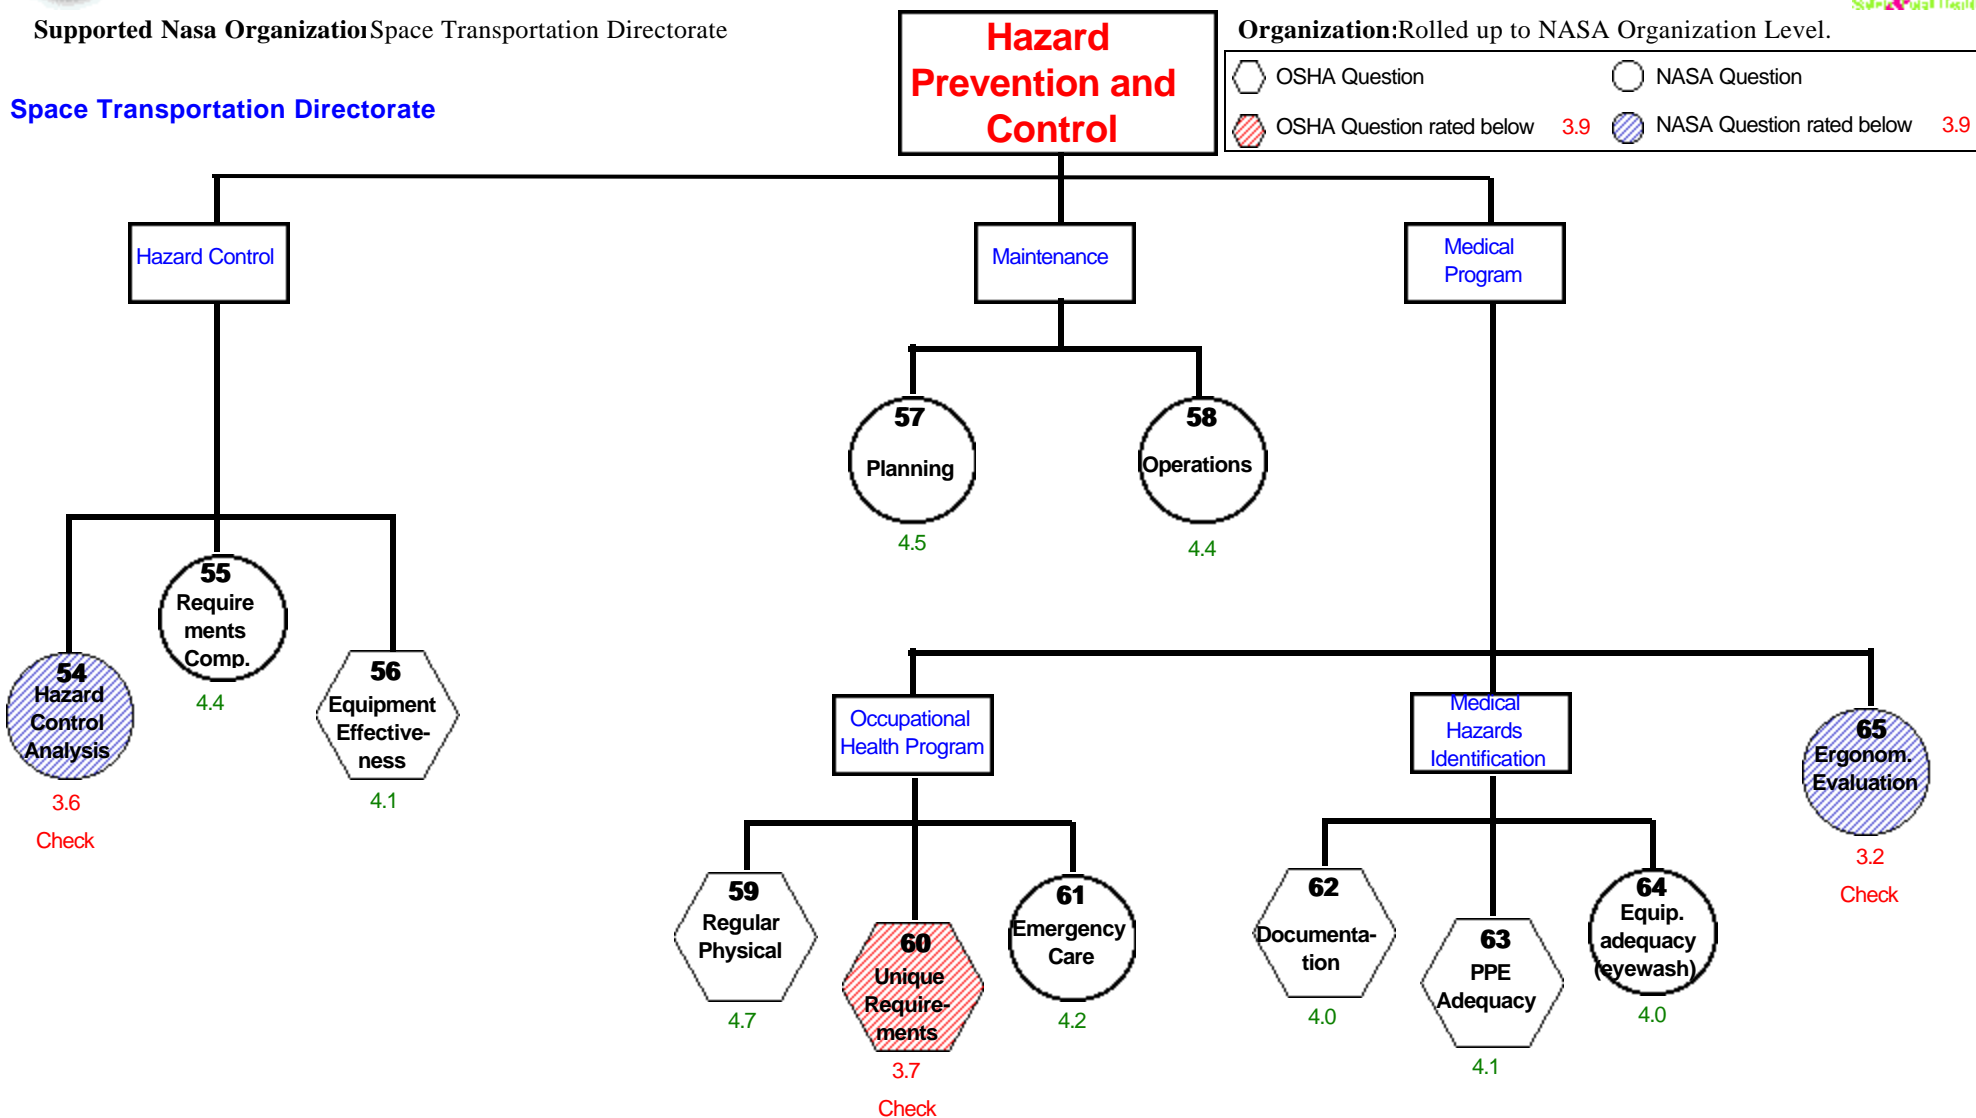 Supported Nasa Organization Space Transportation Directorate
Organization: Rolled up to NASA Organization Level.
Hazard
Prevention and
Control
OSHA Question
NASA Question
OSHA Question rated below 3.9
NASA Question rated below 3.9
Space Transportation Directorate
Hazard Control
Maintenance
Medical
Program
57
Planning
4.5
58
Operations
4.4
54
Hazard
Control
Analysis
3.6
Check
55
Require
ments
Comp.
4.4
56
Equipment
Effective-
ness
4.1
Occupational
Health Program
Medical
Hazards
Identification
65
Ergonom.
Evaluation
3.2
Check
59
Regular
Physical
4.7
60
Unique
Require-
ments
3.7
Check
61
Emergency
Care
4.2
62
Documenta-
tion
4.0
63
PPE
Adequacy
4.1
64
Equip.
adequacy
(eyewash)
4.0